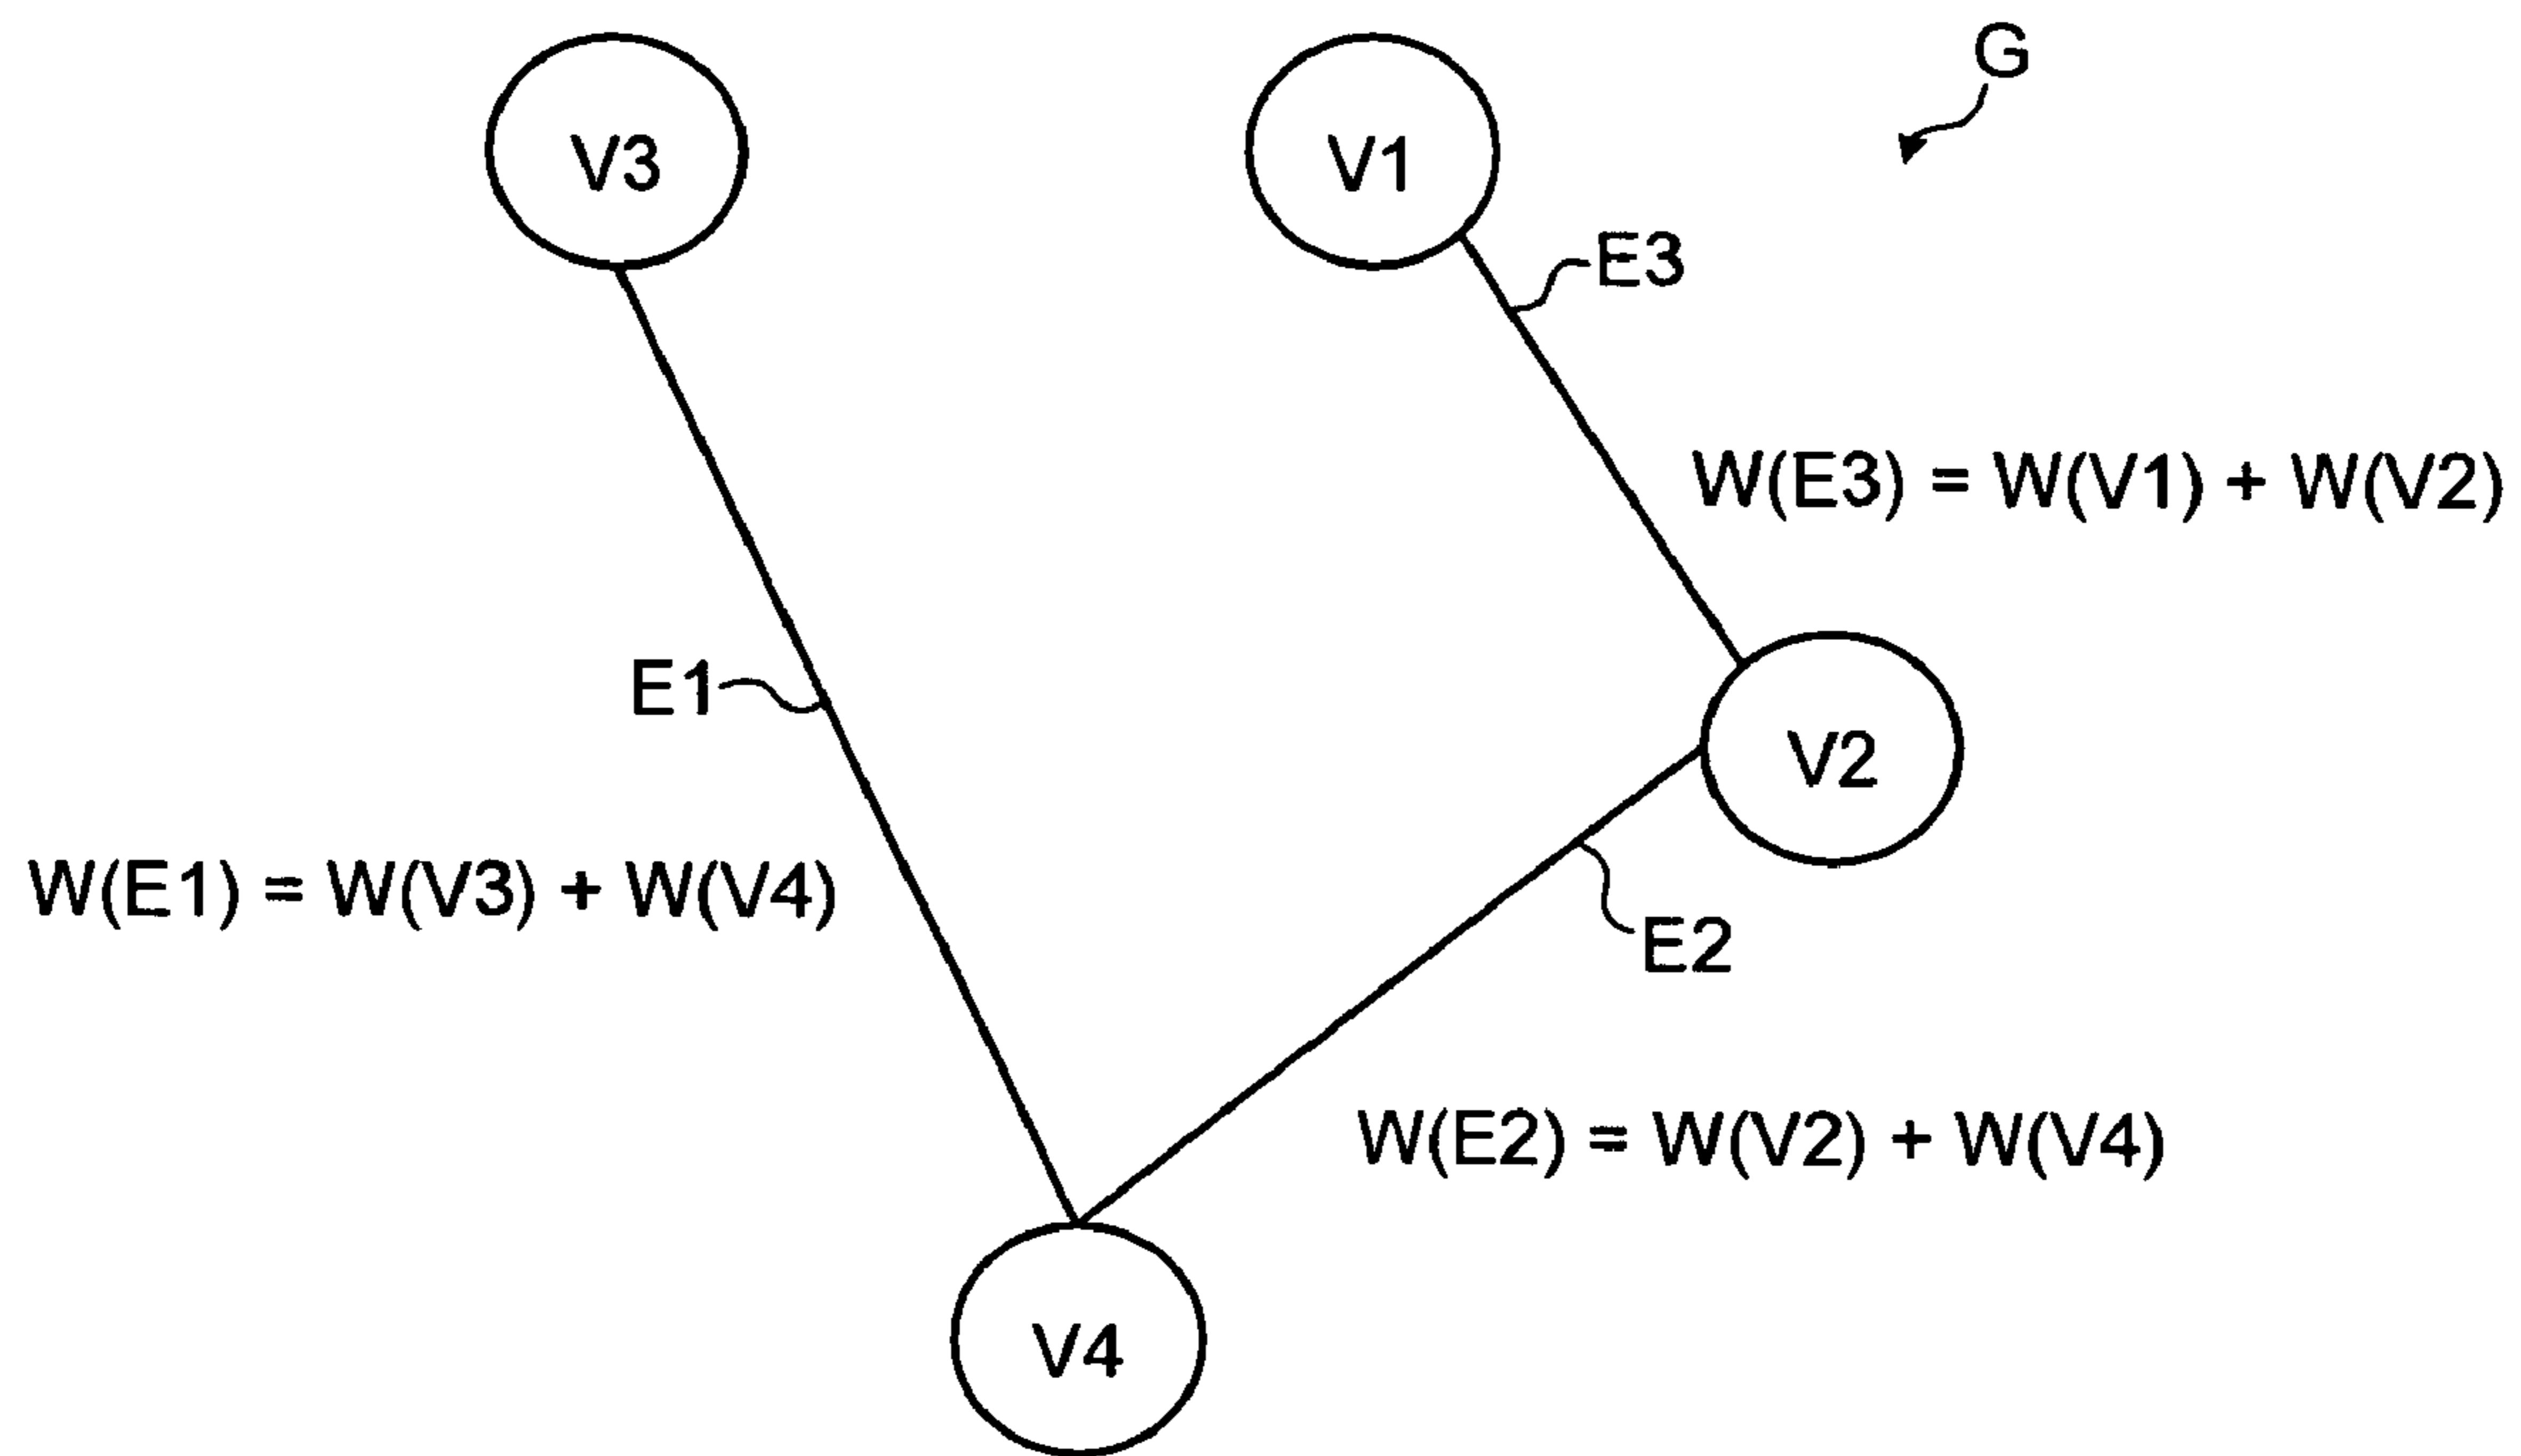 G
V3
V1
E3
W(E3) = W(V1) + W(V2)
E1
V2
W(E1) = W(V3) + W(V4)
E2
W(E2) = W(V2) + W(V4)
V4